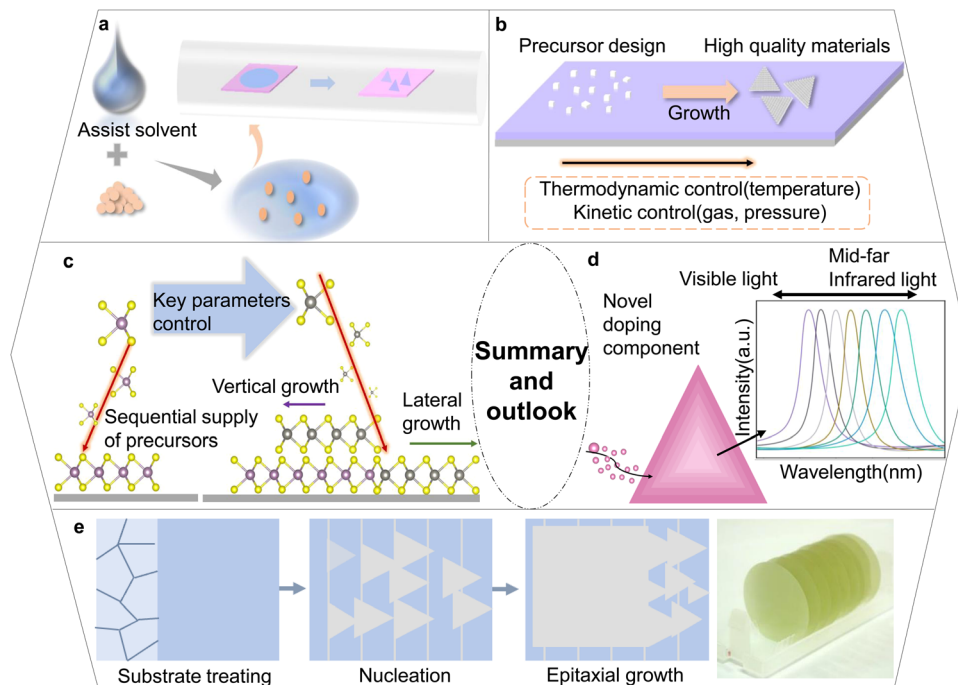 a
Assist solvent
b
Precursor design
High quality materials
Growth
Thermodynamic control(temperature)
Kinetic control(gas, pressure)
c
Key parameters
control
Sequential supply
of precursors
Vertical growth
Lateral
growth
Summary
and
outlook
d
Novel
doping
component
Visible light
Mid-far
Infrared light
Intensity(a.u.)
Wavelength(nm)
e
Substrate treating
Nucleation
Epitaxial growth